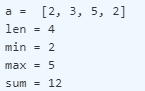 a =  [2, 3, 5, 2]
len = 4
min = 2
max = 5
sum = 12